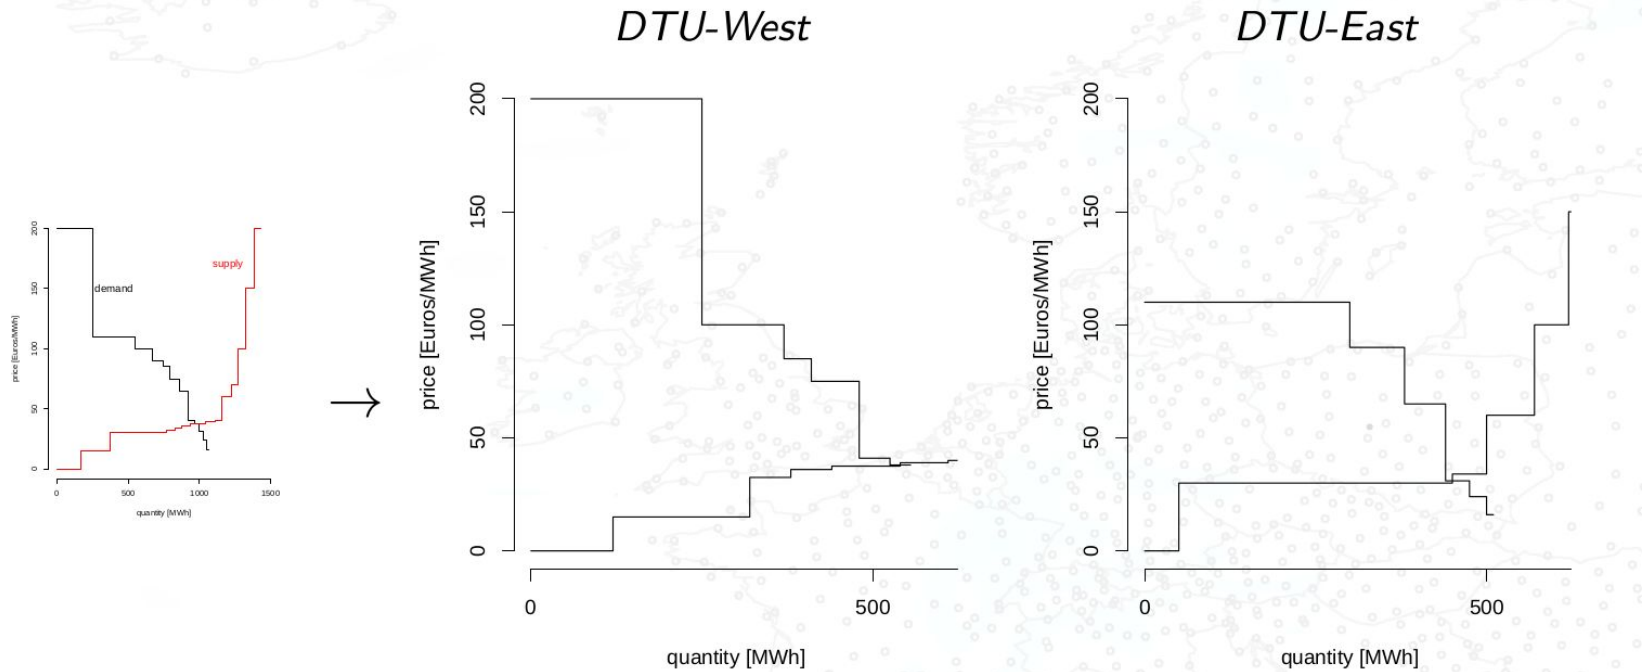 DTU-West
DTU-East
200
150
100
50
0
price [Euros/MWh]
demand
supply
0
500
1000
1500
quantity [MWh]
→
200
150
100
50
0
price [Euros/MWh]
0
500
quantity [MWh]
200
150
100
50
0
price [Euros/MWh]
0
500
quantity [MWh]